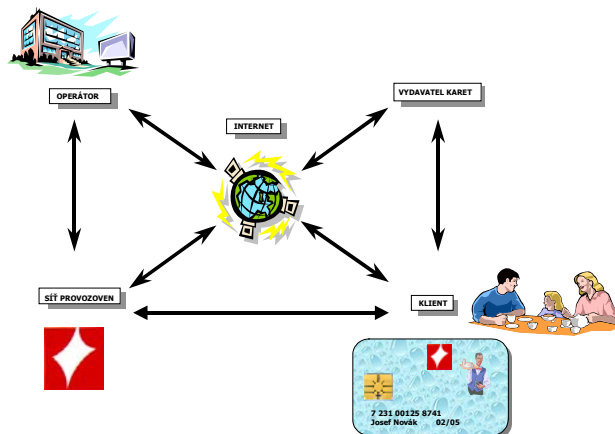 OPERÁTOR
VYDAVATEL KARET
INTERNET
SÍŤ PROVOZOVEN
KLIENT
7 231 00125 8741
Josef Novák 02/05